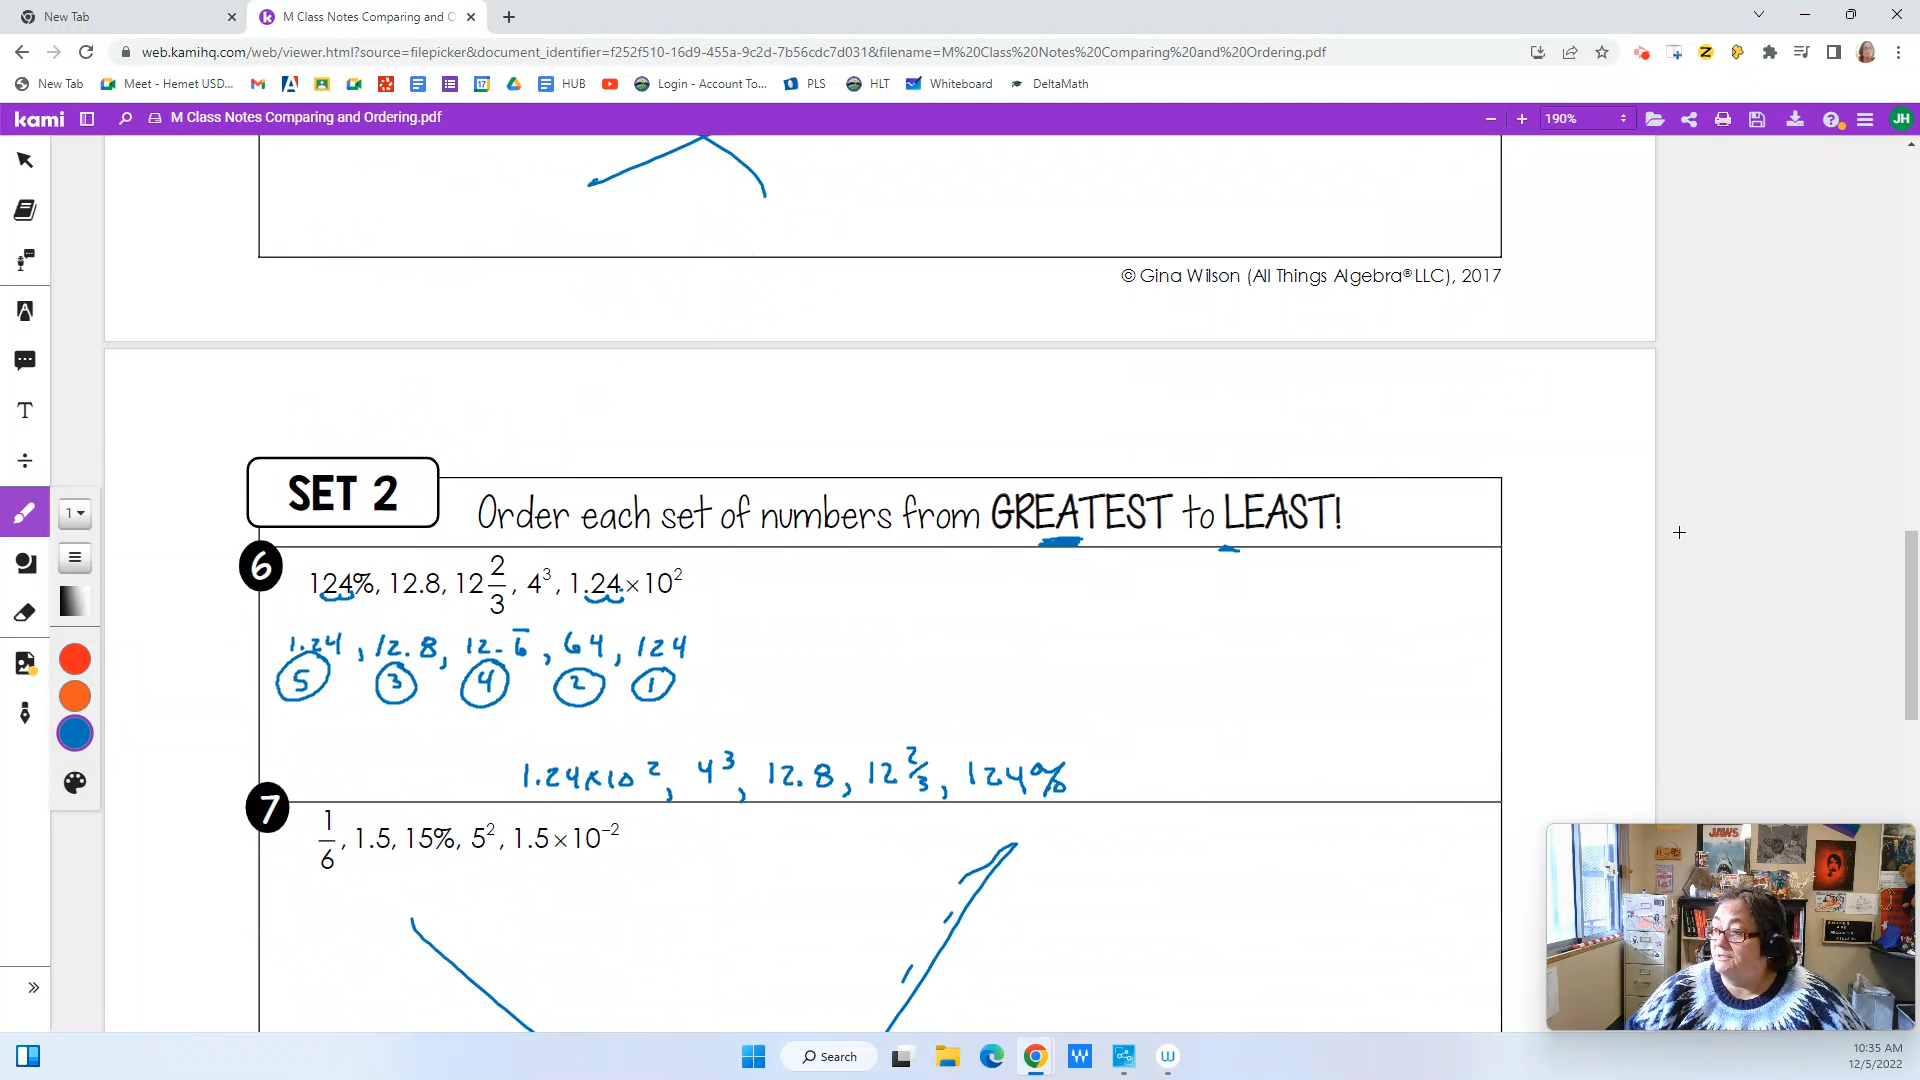 New Tab
M Class Notes Comparing and O
web.kamihq.com/web/viewer.html?source=filepicker&document_identifier=f252f510-16d9-455a-9c2d-7b56cdc7d031&filename=M%20Class%20Notes%20Comparing%20and%20Ordering.pdf
New Tab
Meet - Hemet USD...
HUB
Login - Account To...
PLS
HLT
Whiteboard
DeltaMath
kami
M Class Notes Comparing and Ordering.pdf
190%
JH
© Gina Wilson (All Things Algebra® LLC), 2017
SET 2
Order each set of numbers from GREATEST to LEAST!
6
124%, 12.8, 12 2/3, 4³, 1.24×10²
1.24, 12.8, 12.6̅, 64, 124
5 3 4 2 1
1.24×10², 4³, 12.8, 12 2/3, 124%
7
1/6, 1.5, 15%, 5², 1.5×10⁻²
1
T
JAWS
Search
10:35 AM
12/5/2022